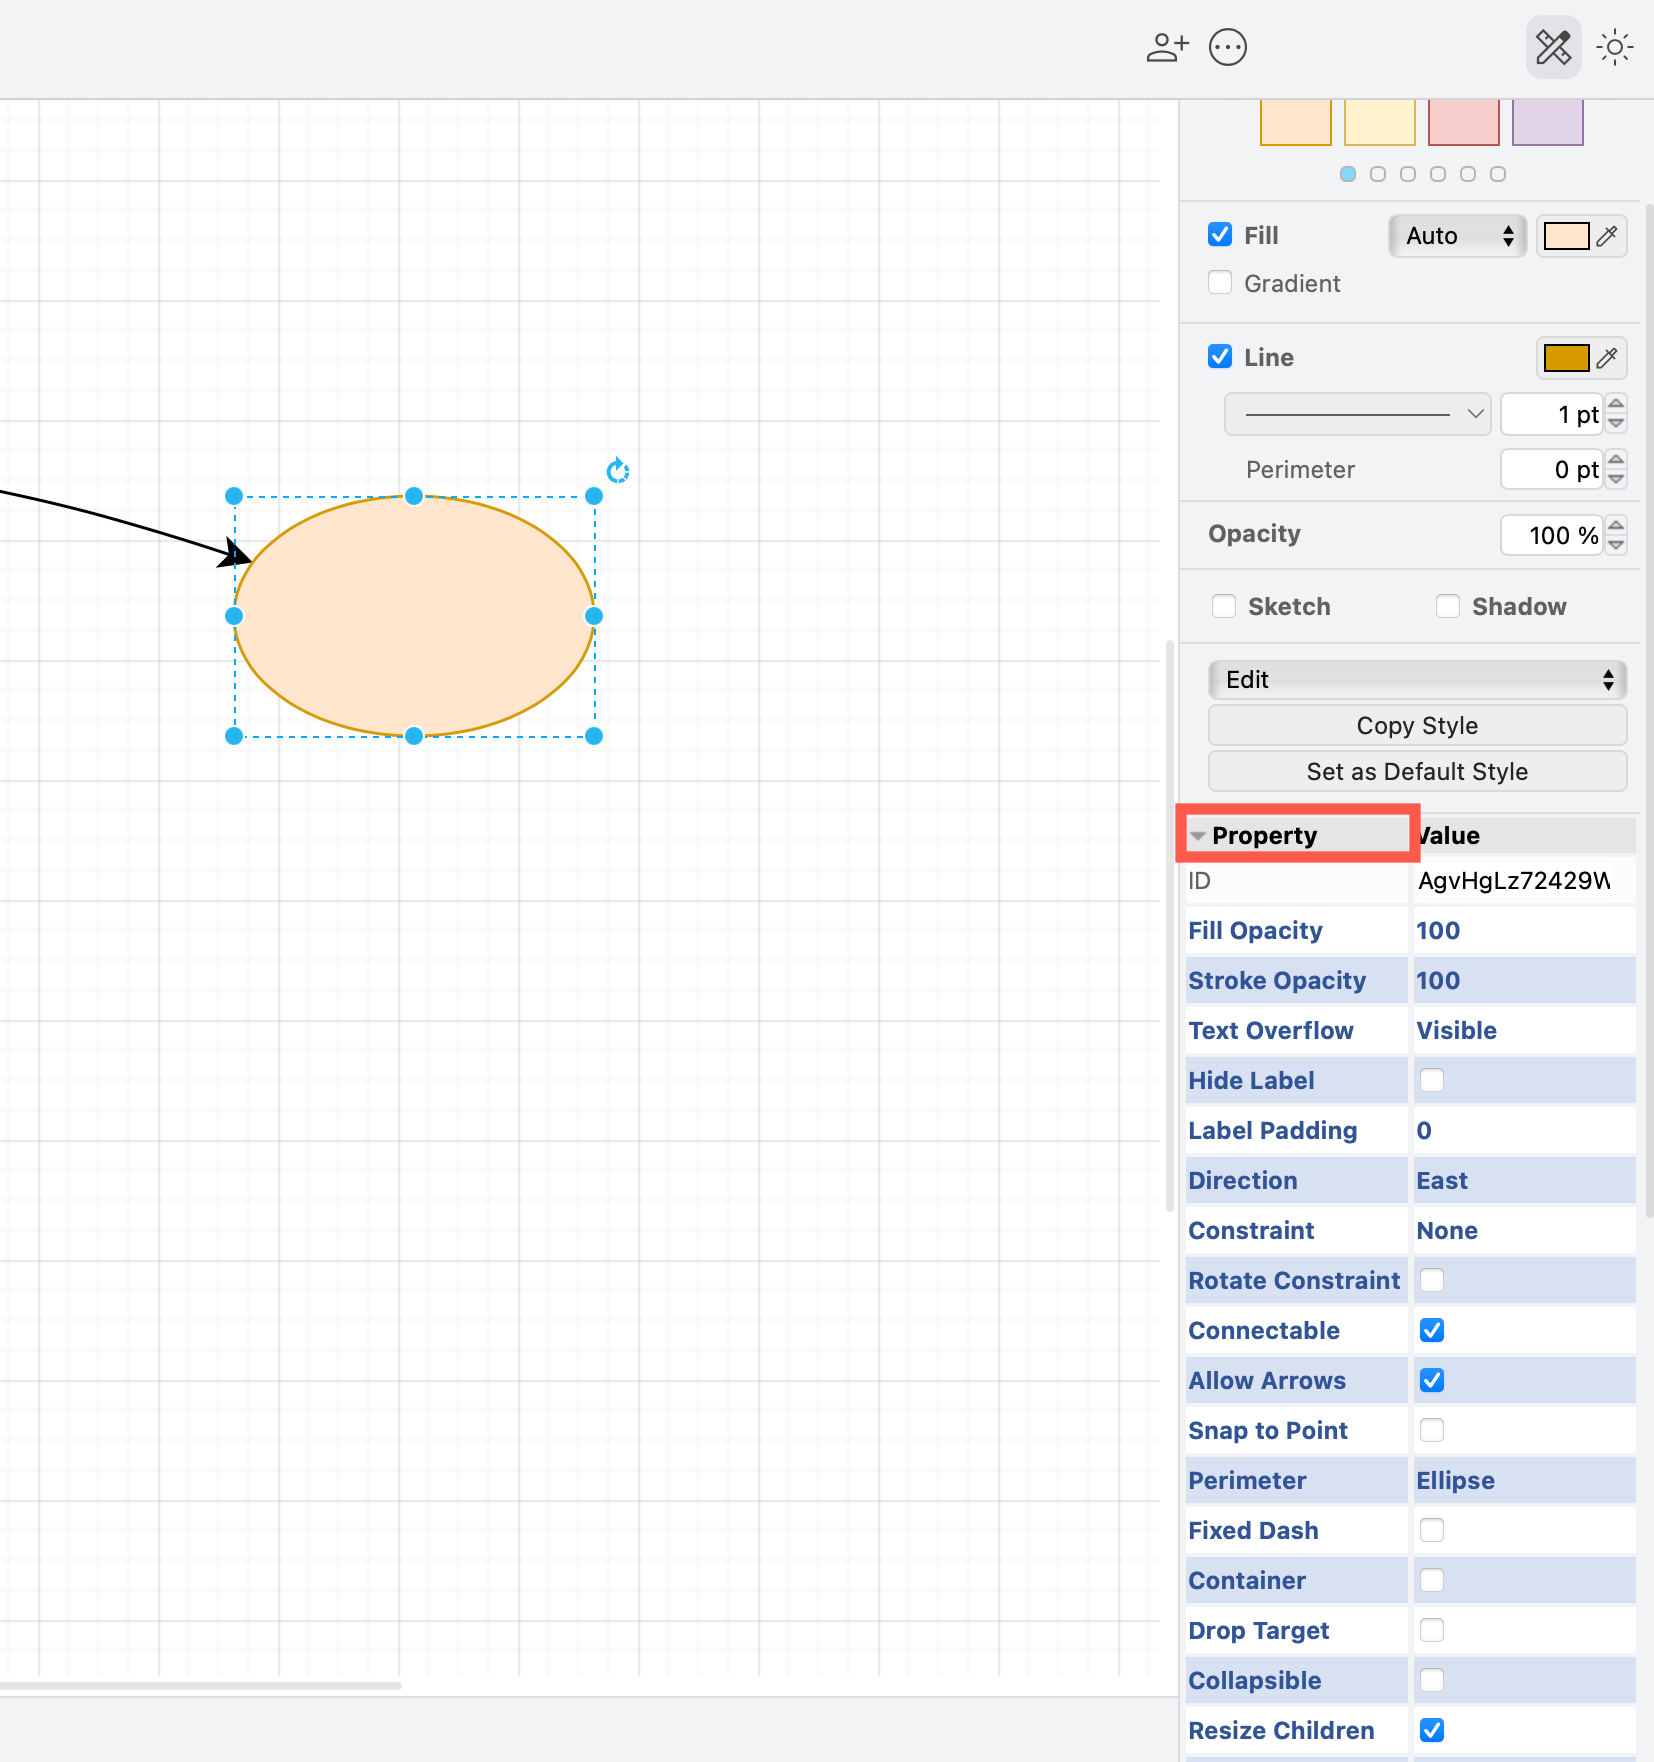 Fill
Auto
Gradient
Line
1 pt
Perimeter
0 pt
Opacity
100 %
Sketch
Shadow
Edit
Copy Style
Set as Default Style
Property
Value
ID
AgvHgLz72429W
Fill Opacity
100
Stroke Opacity
100
Text Overflow
Visible
Hide Label
Label Padding
0
Direction
East
Constraint
None
Rotate Constraint
Connectable
Allow Arrows
Snap to Point
Perimeter
Ellipse
Fixed Dash
Container
Drop Target
Collapsible
Resize Children